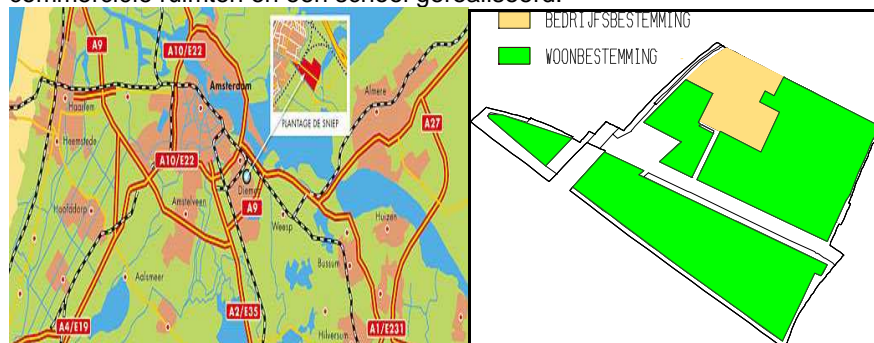 commerciële ruimten en een school gerealiseerd.
A9
A10/E22
Amsterdam
PLANTAGE DE SNIEP
Almere
A27
Haarlem
Heemstede
A10/E22
Diemen
Amstelveen
A9
Hoofddorp
Weesp
Huizen
Bussum
Aalsmeer
A4/E19
A2/E35
Hilversum
A1/E231
BEDRIJFSBESTEMMING
WOONBESTEMMING